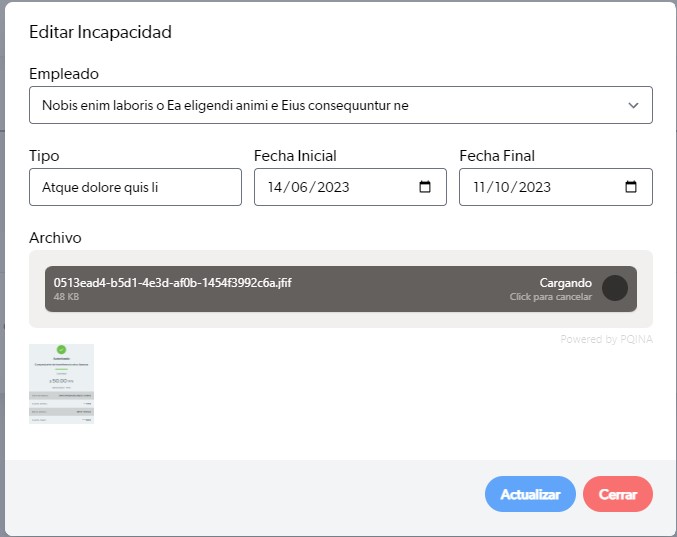 Editar Incapacidad
Empleado
Nobis enim laboris o Ea eligendi animi e Eius consequuntur ne
Tipo
Fecha Inicial
Fecha Final
Atque dolore quis li
14/06/2023
11/10/2023
Archivo
0513ead4-b5d1-4e3d-af0b-1454f3992c6a.jfif
48 KB
Cargando
Click para cancelar
Powered by PQINA
Actualizar
Cerrar